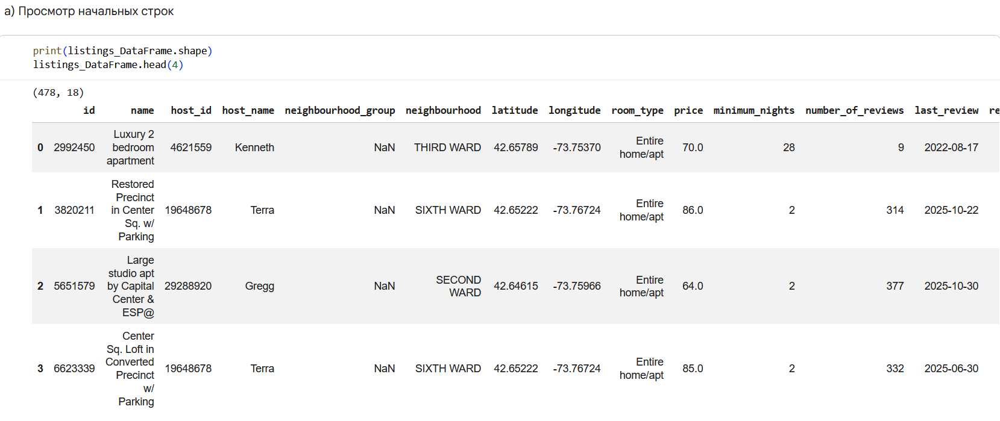 а) Просмотр начальных строк
print(listings_DataFrame.shape)
listings_DataFrame.head(4)
(478, 18)
id name host_id host_name neighbourhood_group neighbourhood latitude longitude room_type price minimum_nights number_of_reviews last_review re
0 2992450 Luxury 2 bedroom apartment 4621559 Kenneth NaN THIRD WARD 42.65789 -73.75370 Entire home/apt 70.0 28 9 2022-08-17
1 3820211 Restored Precinct in Center Sq. w/ Parking 19648678 Terra NaN SIXTH WARD 42.65222 -73.76724 Entire home/apt 86.0 2 314 2025-10-22
2 5651579 Large studio apt by Capital Center & ESP@ 29288920 Gregg NaN SECOND WARD 42.64615 -73.75966 Entire home/apt 64.0 2 377 2025-10-30
3 6623339 Center Sq. Loft in Converted Precinct w/ Parking 19648678 Terra NaN SIXTH WARD 42.65222 -73.76724 Entire home/apt 85.0 2 332 2025-06-30